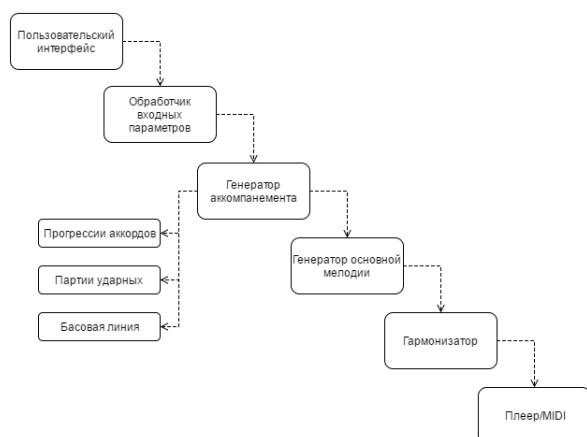 Пользовательский
интерфейс
Обработчик
входных
параметров
Генератор
аккомпанемента
Прогрессии аккордов
Партии ударных
Басовая линия
Генератор основной
мелодии
Гармонизатор
Плеер/MIDI